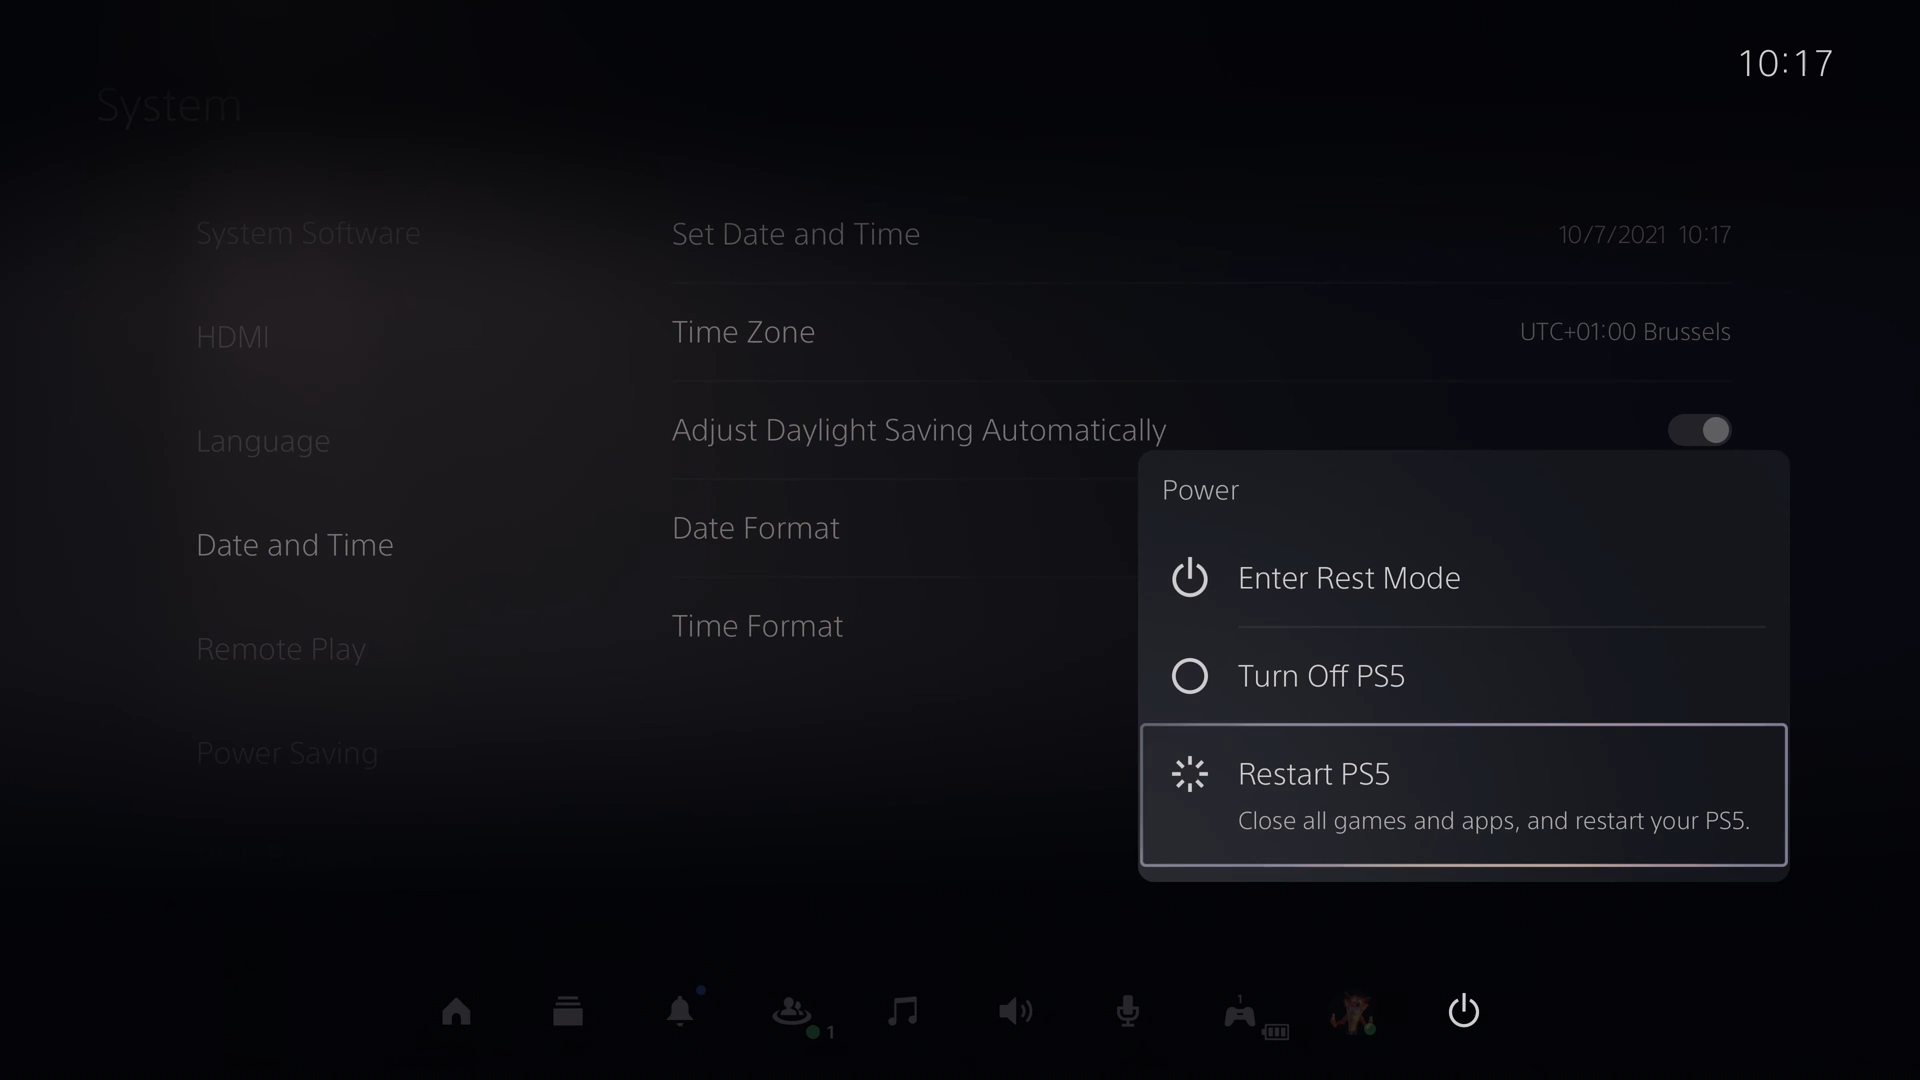 10:17
System
System Software
HDMI
Language
Date and Time
Remote Play
Power Saving
Set Date and Time
10/7/2021 10:17
Time Zone
UTC+01:00 Brussels
Adjust Daylight Saving Automatically
Date Format
Time Format
Power
Enter Rest Mode
Turn Off PS5
Restart PS5
Close all games and apps, and restart your PS5.
1
1